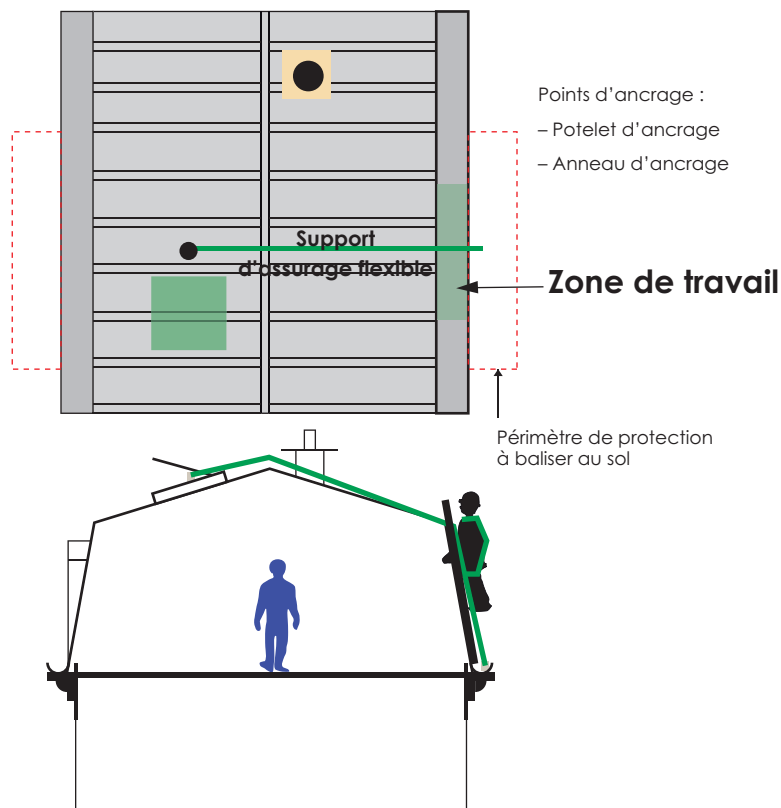 Points d’ancrage :
– Potelet d’ancrage
– Anneau d’ancrage
Support
d’assurage flexible
Zone de travail
Périmètre de protection
à baliser au sol